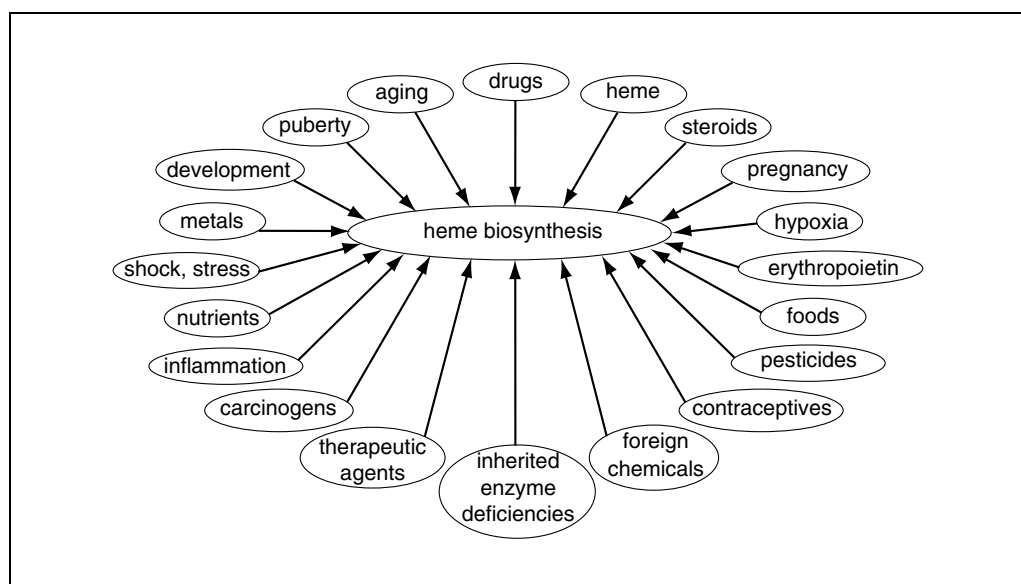 drugs
aging
heme
puberty
steroids
development
pregnancy
metals
hypoxia
heme biosynthesis
shock, stress
erythropoietin
nutrients
foods
inflammation
pesticides
carcinogens
contraceptives
therapeutic
agents
foreign
chemicals
inherited
enzyme
deficiencies